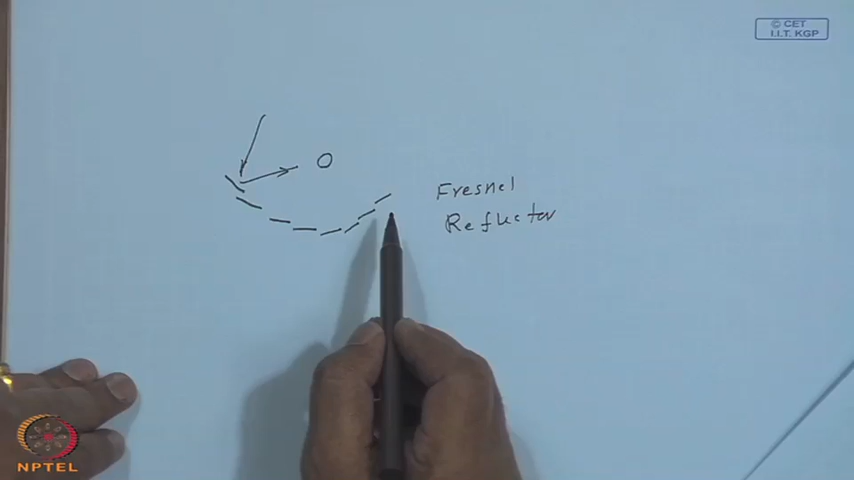 © CET
I.I.T. KGP
Fresnel
Reflector
NPTEL